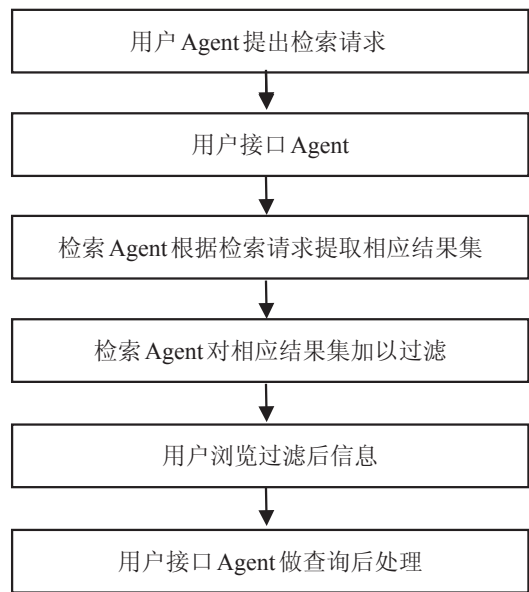 用户Agent提出检索请求
用户接口Agent
检索Agent根据检索请求提取相应结果集
检索Agent对相应结果集加以过滤
用户浏览过滤后信息
用户接口Agent做查询后处理